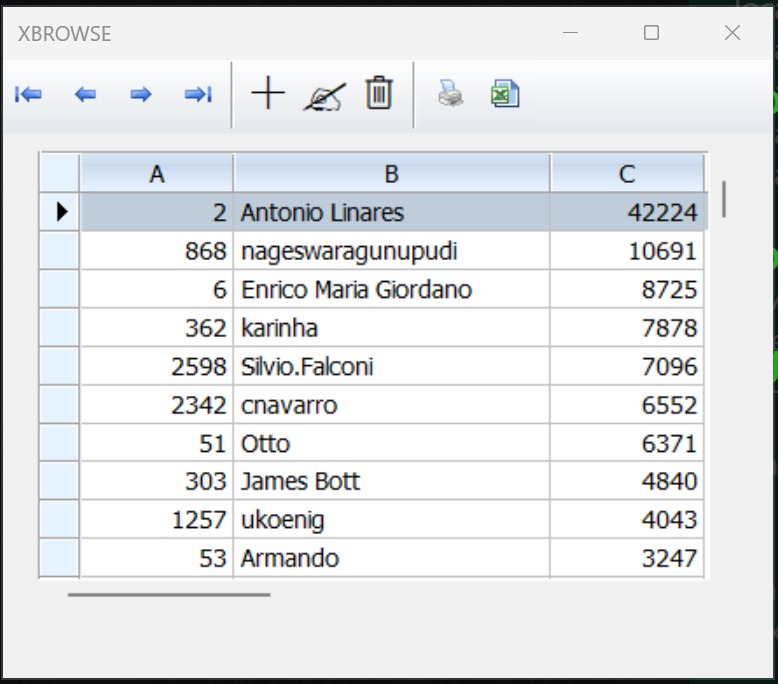 XBROWSE
A B C
2 Antonio Linares 42224
868 nageswaragunupudi 10691
6 Enrico Maria Giordano 8725
362 karinha 7878
2598 Silvio.Falconi 7096
2342 cnavarro 6552
51 Otto 6371
303 James Bott 4840
1257 ukoenig 4043
53 Armando 3247